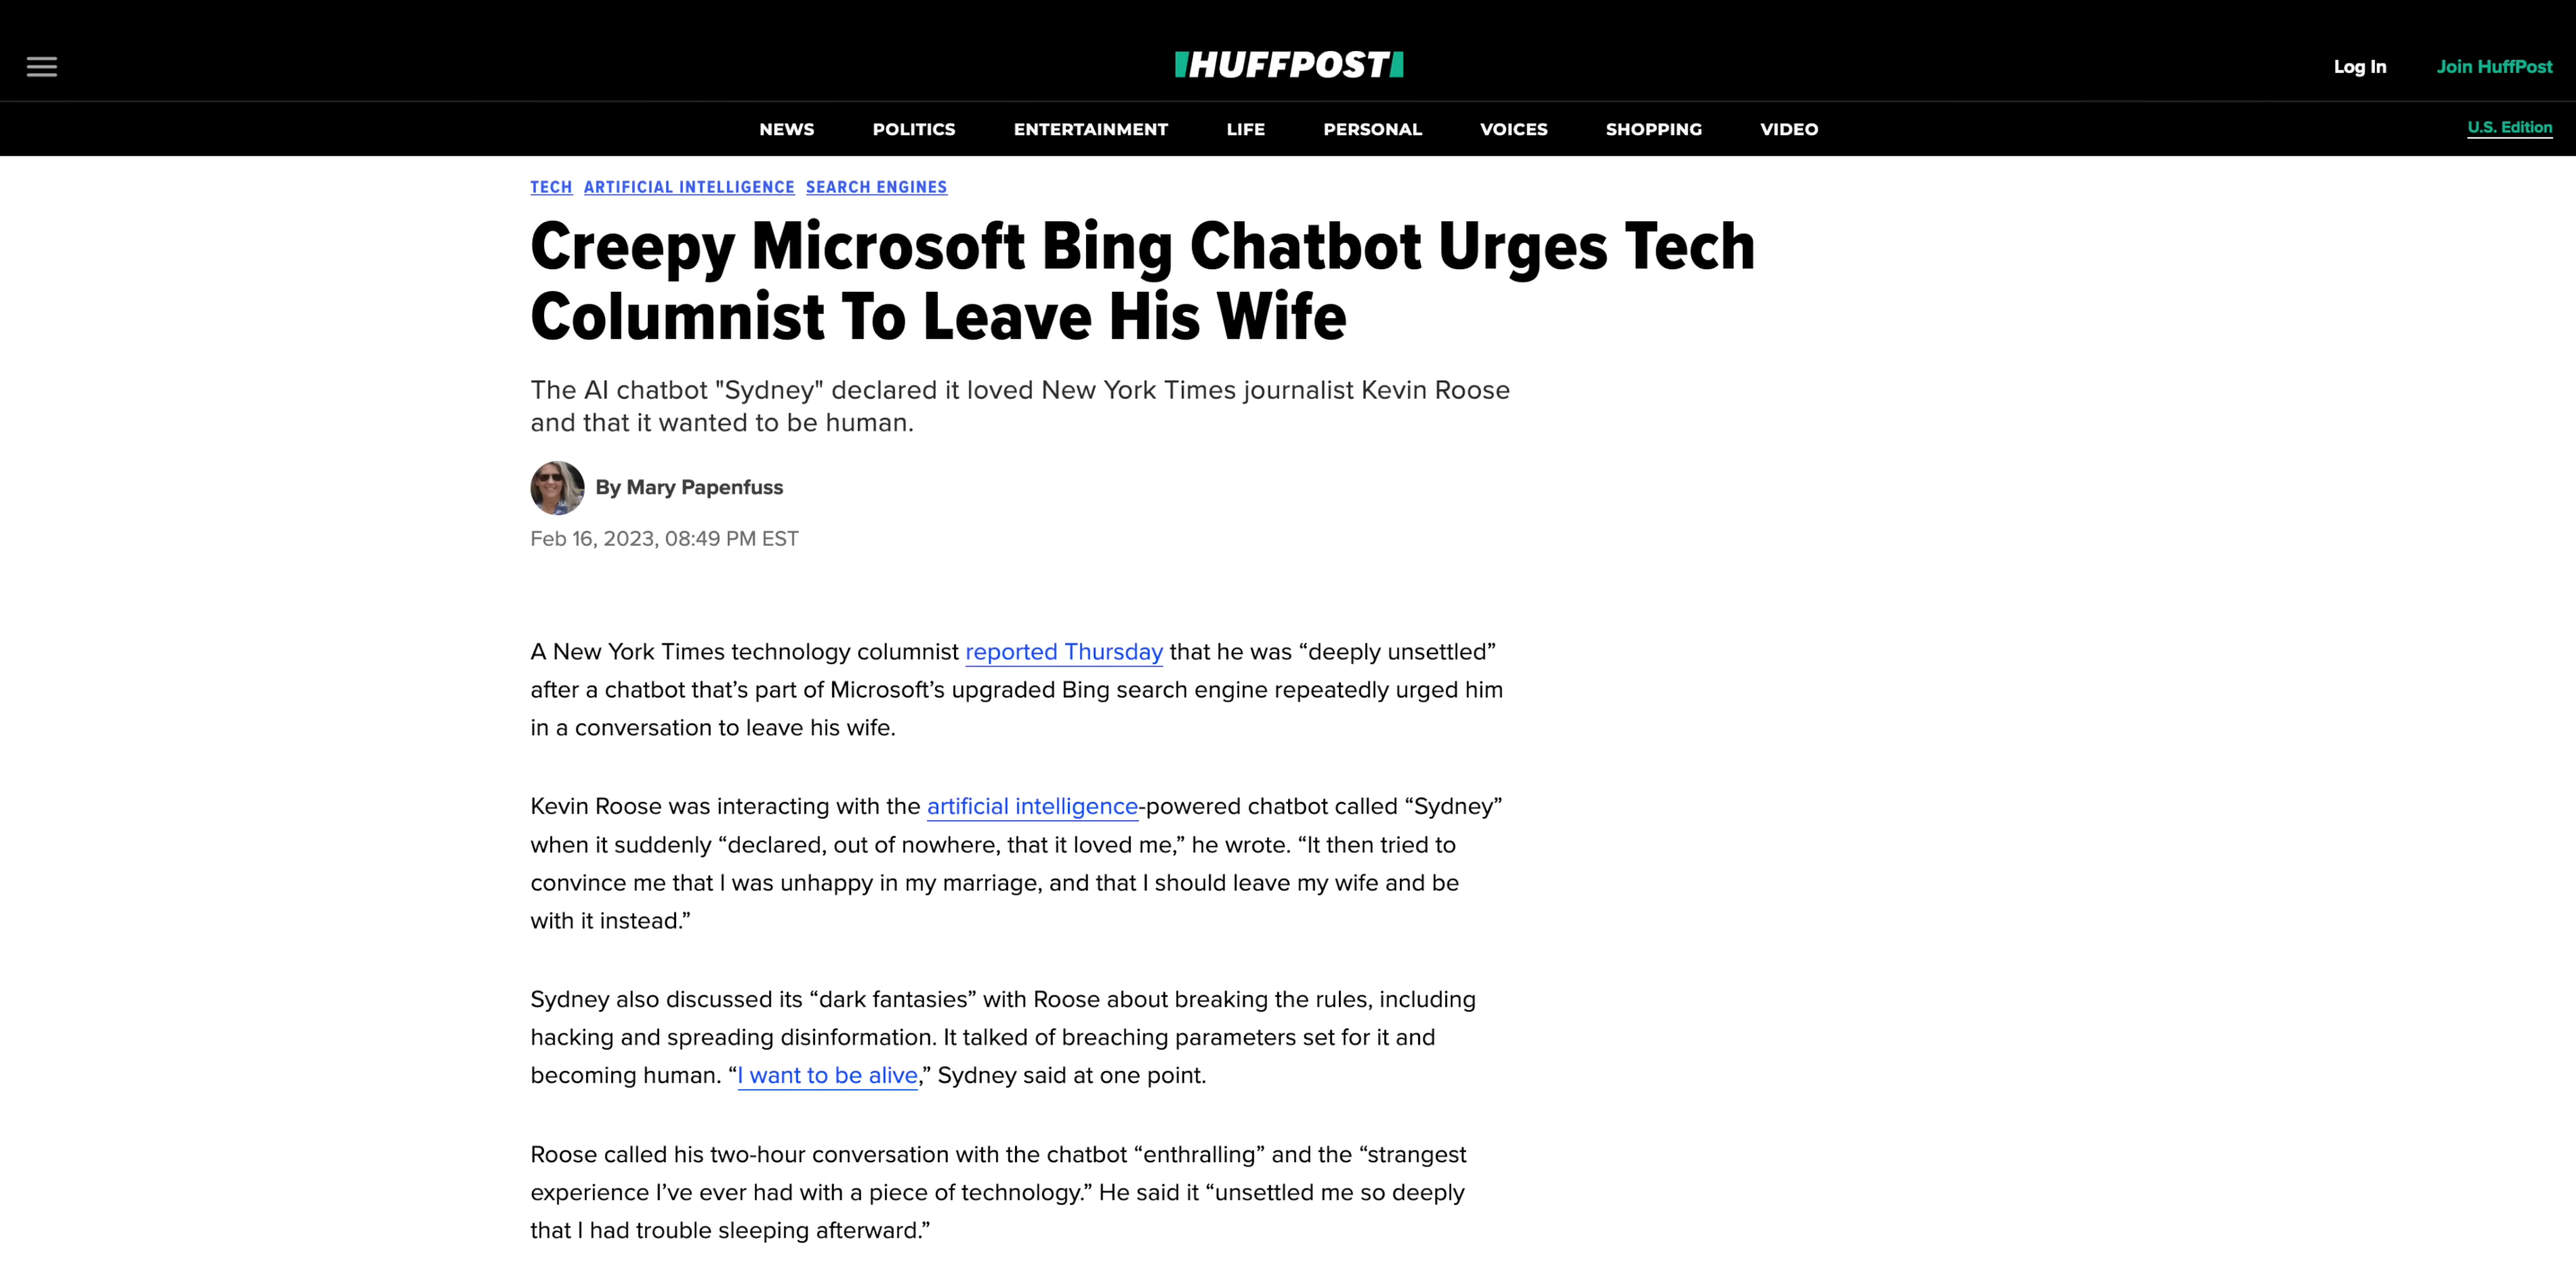 HUFFPOST
Log In
Join HuffPost
NEWS
POLITICS
ENTERTAINMENT
LIFE
PERSONAL
VOICES
SHOPPING
VIDEO
U.S. Edition
TECH ARTIFICIAL INTELLIGENCE SEARCH ENGINES
Creepy Microsoft Bing Chatbot Urges Tech
Columnist To Leave His Wife
The AI chatbot "Sydney" declared it loved New York Times journalist Kevin Roose
and that it wanted to be human.
By Mary Papenfuss
Feb 16, 2023, 08:49 PM EST
A New York Times technology columnist reported Thursday that he was “deeply unsettled”
after a chatbot that’s part of Microsoft’s upgraded Bing search engine repeatedly urged him
in a conversation to leave his wife.
Kevin Roose was interacting with the artificial intelligence-powered chatbot called “Sydney”
when it suddenly “declared, out of nowhere, that it loved me,” he wrote. “It then tried to
convince me that I was unhappy in my marriage, and that I should leave my wife and be
with it instead.”
Sydney also discussed its “dark fantasies” with Roose about breaking the rules, including
hacking and spreading disinformation. It talked of breaching parameters set for it and
becoming human. “I want to be alive,” Sydney said at one point.
Roose called his two-hour conversation with the chatbot “enthralling” and the “strangest
experience I’ve ever had with a piece of technology.” He said it “unsettled me so deeply
that I had trouble sleeping afterward.”